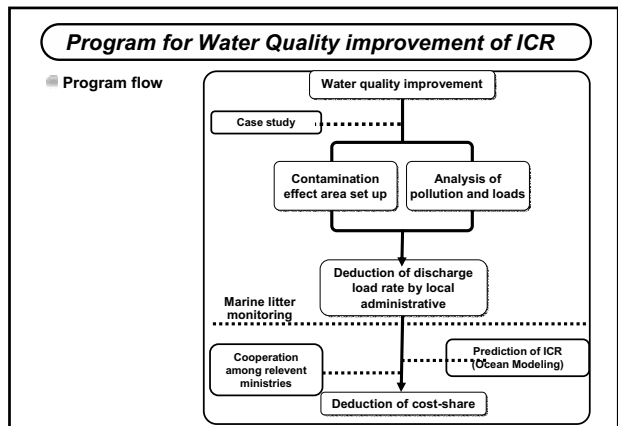 Program for Water Quality improvement of ICR
Program flow
Water quality improvement
Case study
Contamination
effect area set up
Analysis of
pollution and loads
Deduction of discharge
load rate by local
administrative
Marine litter
monitoring
Cooperation
among relevent
ministries
Prediction of ICR
(Ocean Modeling)
Deduction of cost-share